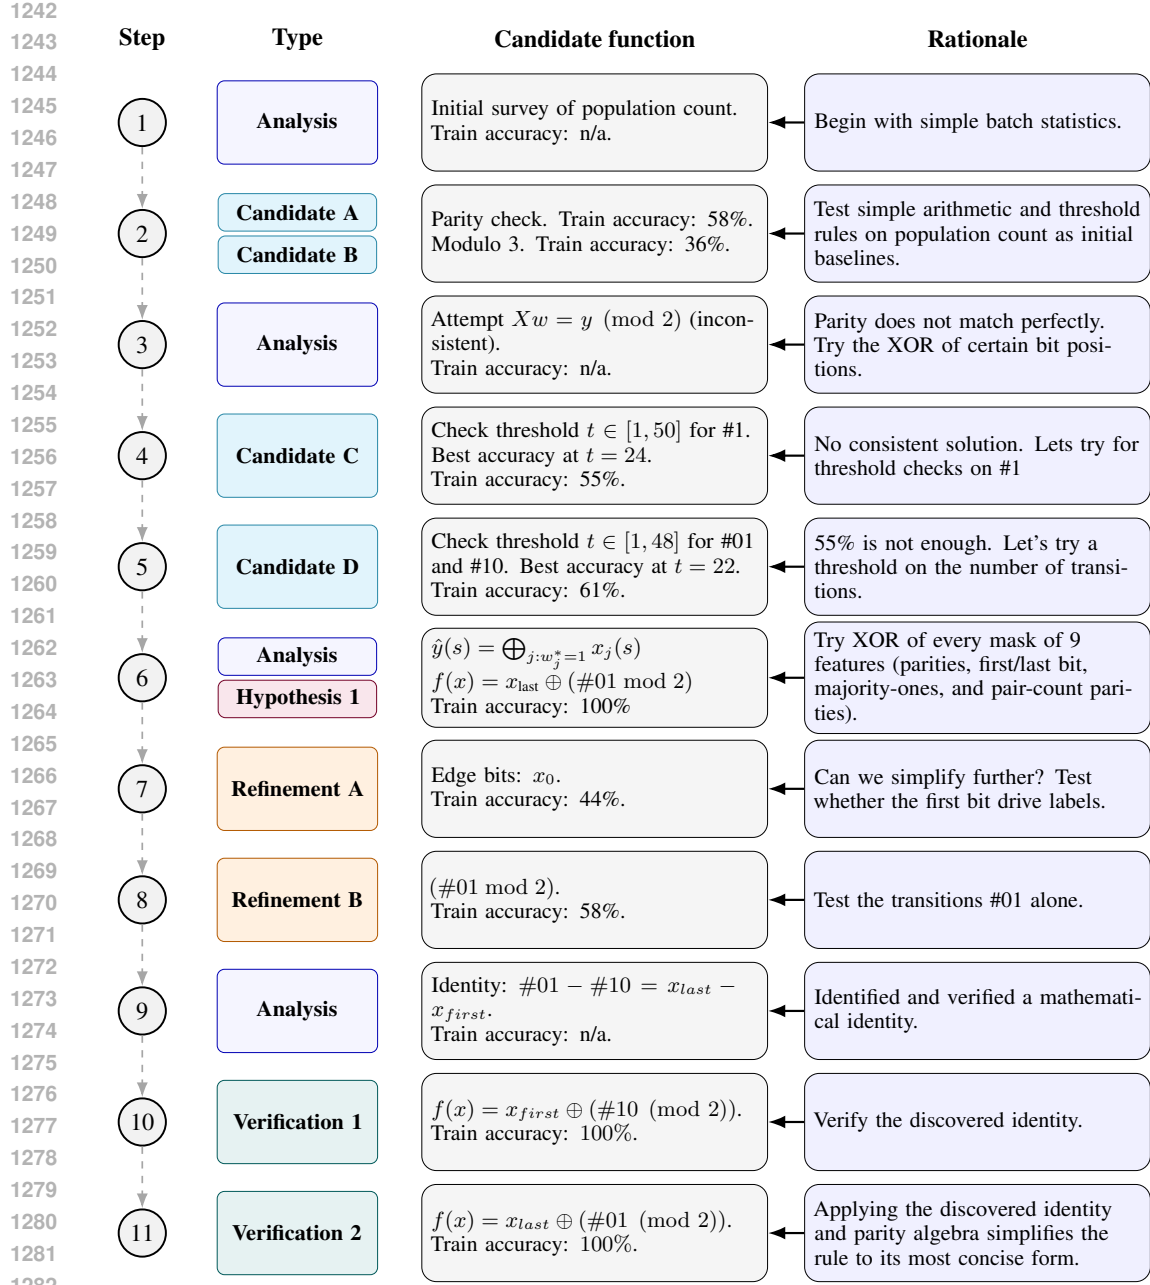 1242
1243 Step Type Candidate function Rationale
1244
1245
1246
1247
1 Analysis
Initial survey of population count.
Train accuracy: n/a.
Begin with simple batch statistics.
1248
1249
1250
1251
2 Candidate A
Candidate B
Parity check. Train accuracy: 58%.
Modulo 3. Train accuracy: 36%.
Test simple arithmetic and threshold
rules on population count as initial
baselines.
1252
1253
1254
3 Analysis
Attempt Xw = y (mod 2) (incon-
sistent).
Train accuracy: n/a.
Parity does not match perfectly.
Try the XOR of certain bit posi-
tions.
1255
1256
1257
4 Candidate C
Check threshold t ∈ [1, 50] for #1.
Best accuracy at t = 24.
Train accuracy: 55%.
No consistent solution. Lets try for
threshold checks on #1
1258
1259
1260
1261
5 Candidate D
Check threshold t ∈ [1, 48] for #01
and #10. Best accuracy at t = 22.
Train accuracy: 61%.
55% is not enough. Let's try a
threshold on the number of transi-
tions.
1262
1263
1264
1265
6 Analysis
Hypothesis 1
ŷ(s) = ⨁_{j:w*_j=1} x_j(s)
f(x) = x_last ⊕ (#01 mod 2)
Train accuracy: 100%
Try XOR of every mask of 9
features (parities, first/last bit,
majority-ones, and pair-count pari-
ties).
1266
1267
1268
7 Refinement A
Edge bits: x_0.
Train accuracy: 44%.
Can we simplify further? Test
whether the first bit drive labels.
1269
1270
1271
8 Refinement B
(#01 mod 2).
Train accuracy: 58%.
Test the transitions #01 alone.
1272
1273
1274
1275
9 Analysis
Identity: #01 − #10 = x_last −
x_first.
Train accuracy: n/a.
Identified and verified a mathemati-
cal identity.
1276
1277
1278
10 Verification 1
f(x) = x_first ⊕ (#10 (mod 2)).
Train accuracy: 100%.
Verify the discovered identity.
1279
1280
1281
1282
11 Verification 2
f(x) = x_last ⊕ (#01 (mod 2)).
Train accuracy: 100%.
Applying the discovered identity
and parity algebra simplifies the
rule to its most concise form.